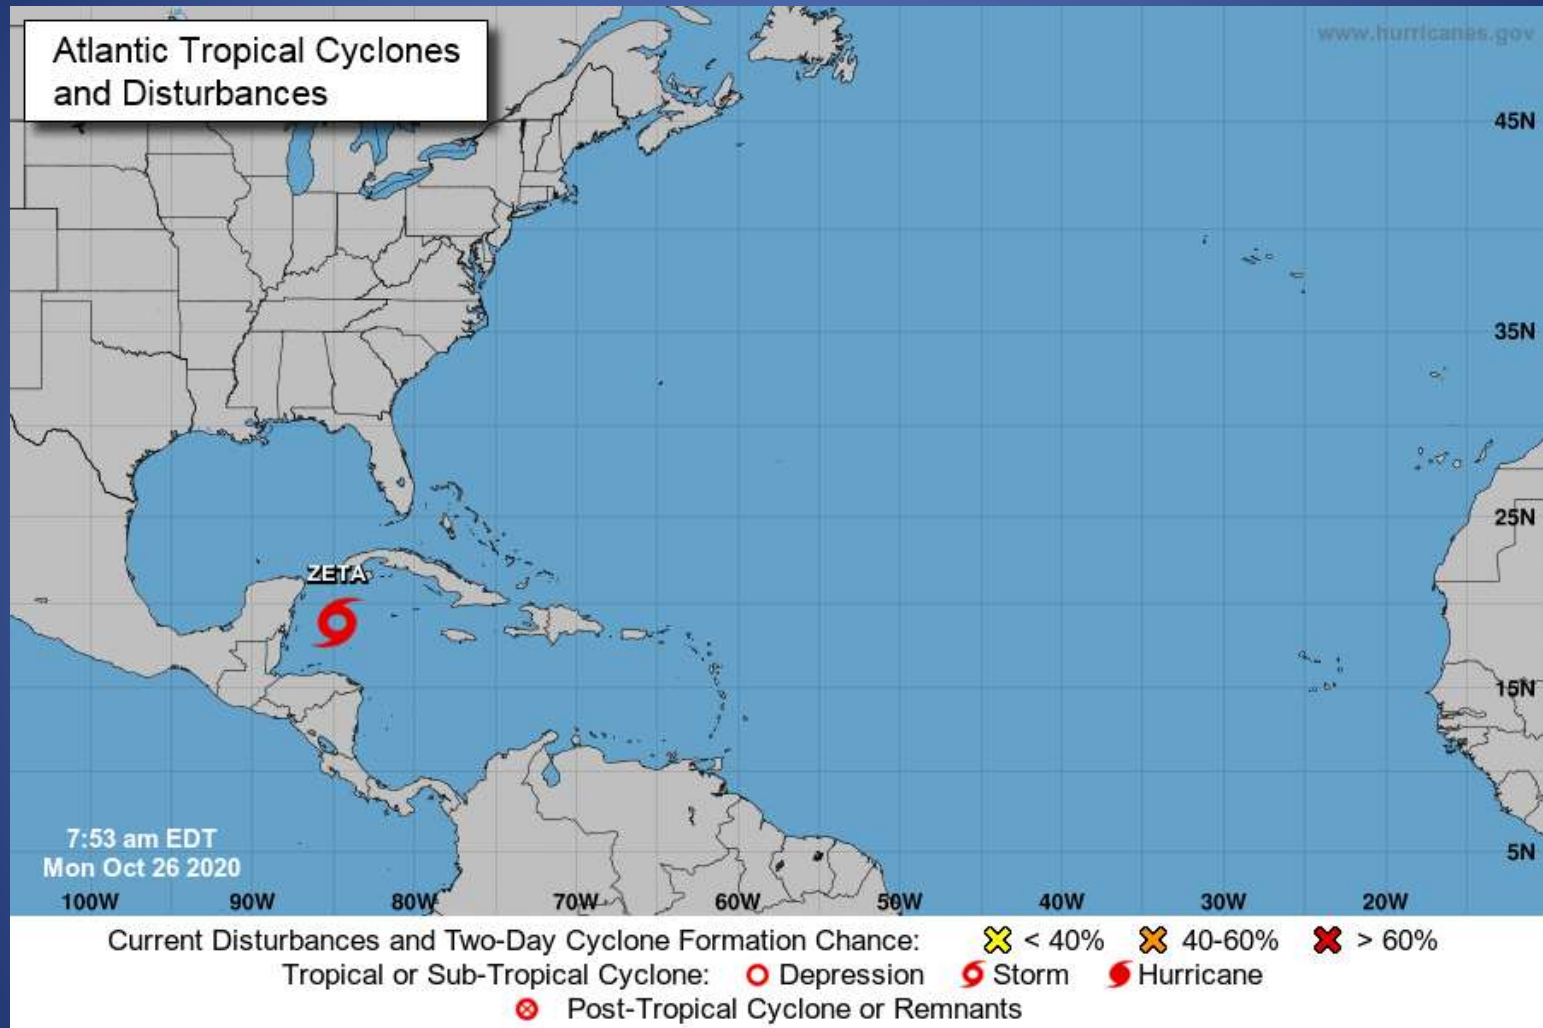 Atlantic Tropical Cyclones
and Disturbances
www.hurricanes.gov
45N
35N
25N
ZETA
15N
5N
7:53 am EDT
Mon Oct 26 2020
100W 90W 80W 70W 60W 50W 40W 30W 20W
Current Disturbances and Two-Day Cyclone Formation Chance: < 40% 40-60% > 60%
Tropical or Sub-Tropical Cyclone: Depression Storm Hurricane
Post-Tropical Cyclone or Remnants